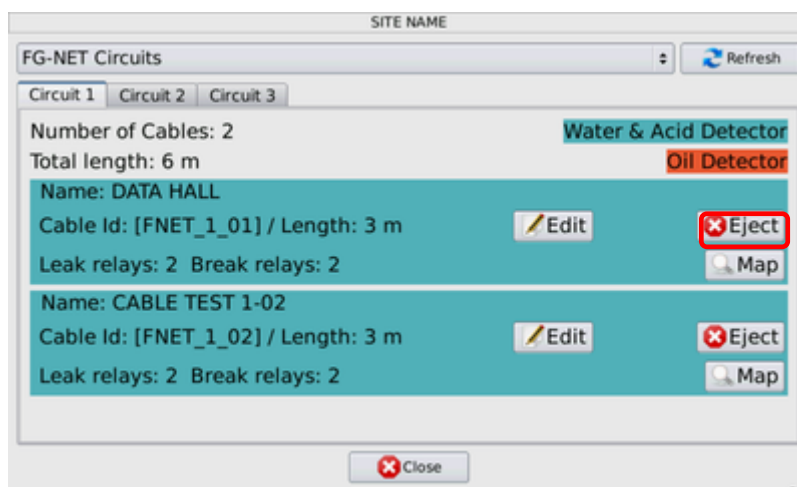 SITE NAME
FG-NET Circuits Refresh
Circuit 1 Circuit 2 Circuit 3
Number of Cables: 2 Water & Acid Detector
Total length: 6 m Oil Detector
Name: DATA HALL
Cable Id: [FNET_1_01] / Length: 3 m Edit Eject
Leak relays: 2 Break relays: 2 Map
Name: CABLE TEST 1-02
Cable Id: [FNET_1_02] / Length: 3 m Edit Eject
Leak relays: 2 Break relays: 2 Map
Close